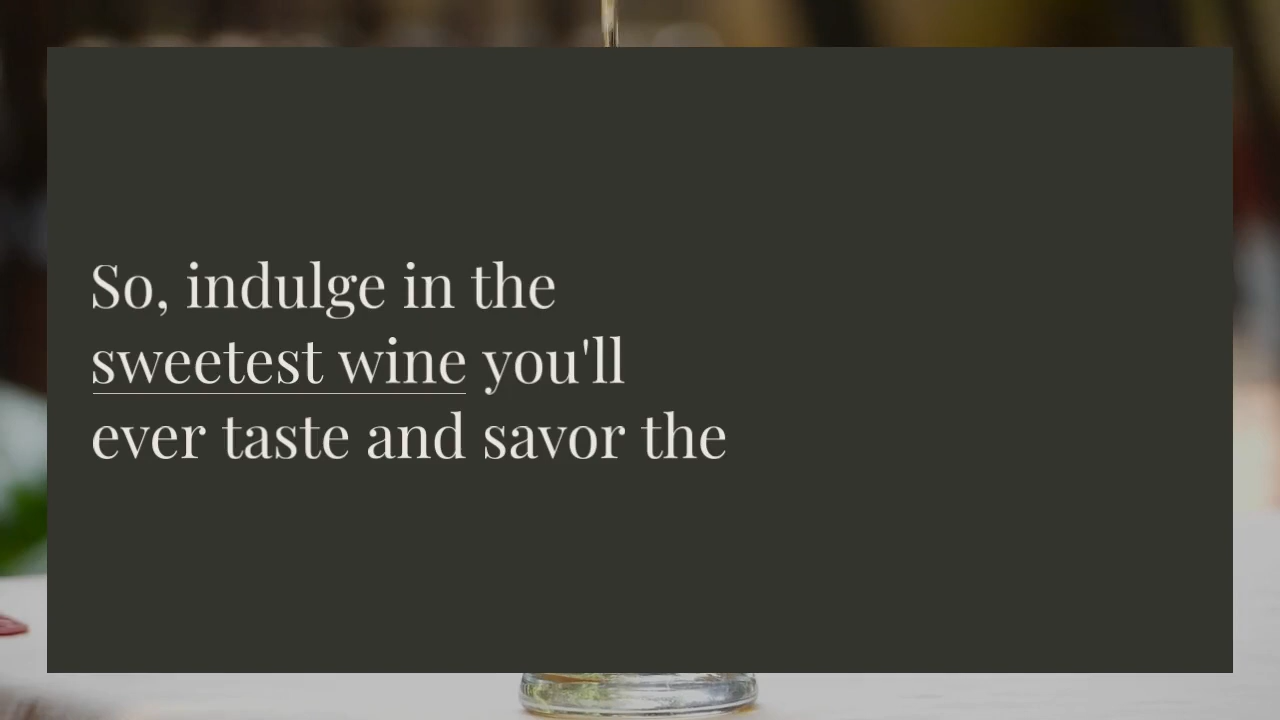 So, indulge in the
sweetest wine you'll
ever taste and savor the